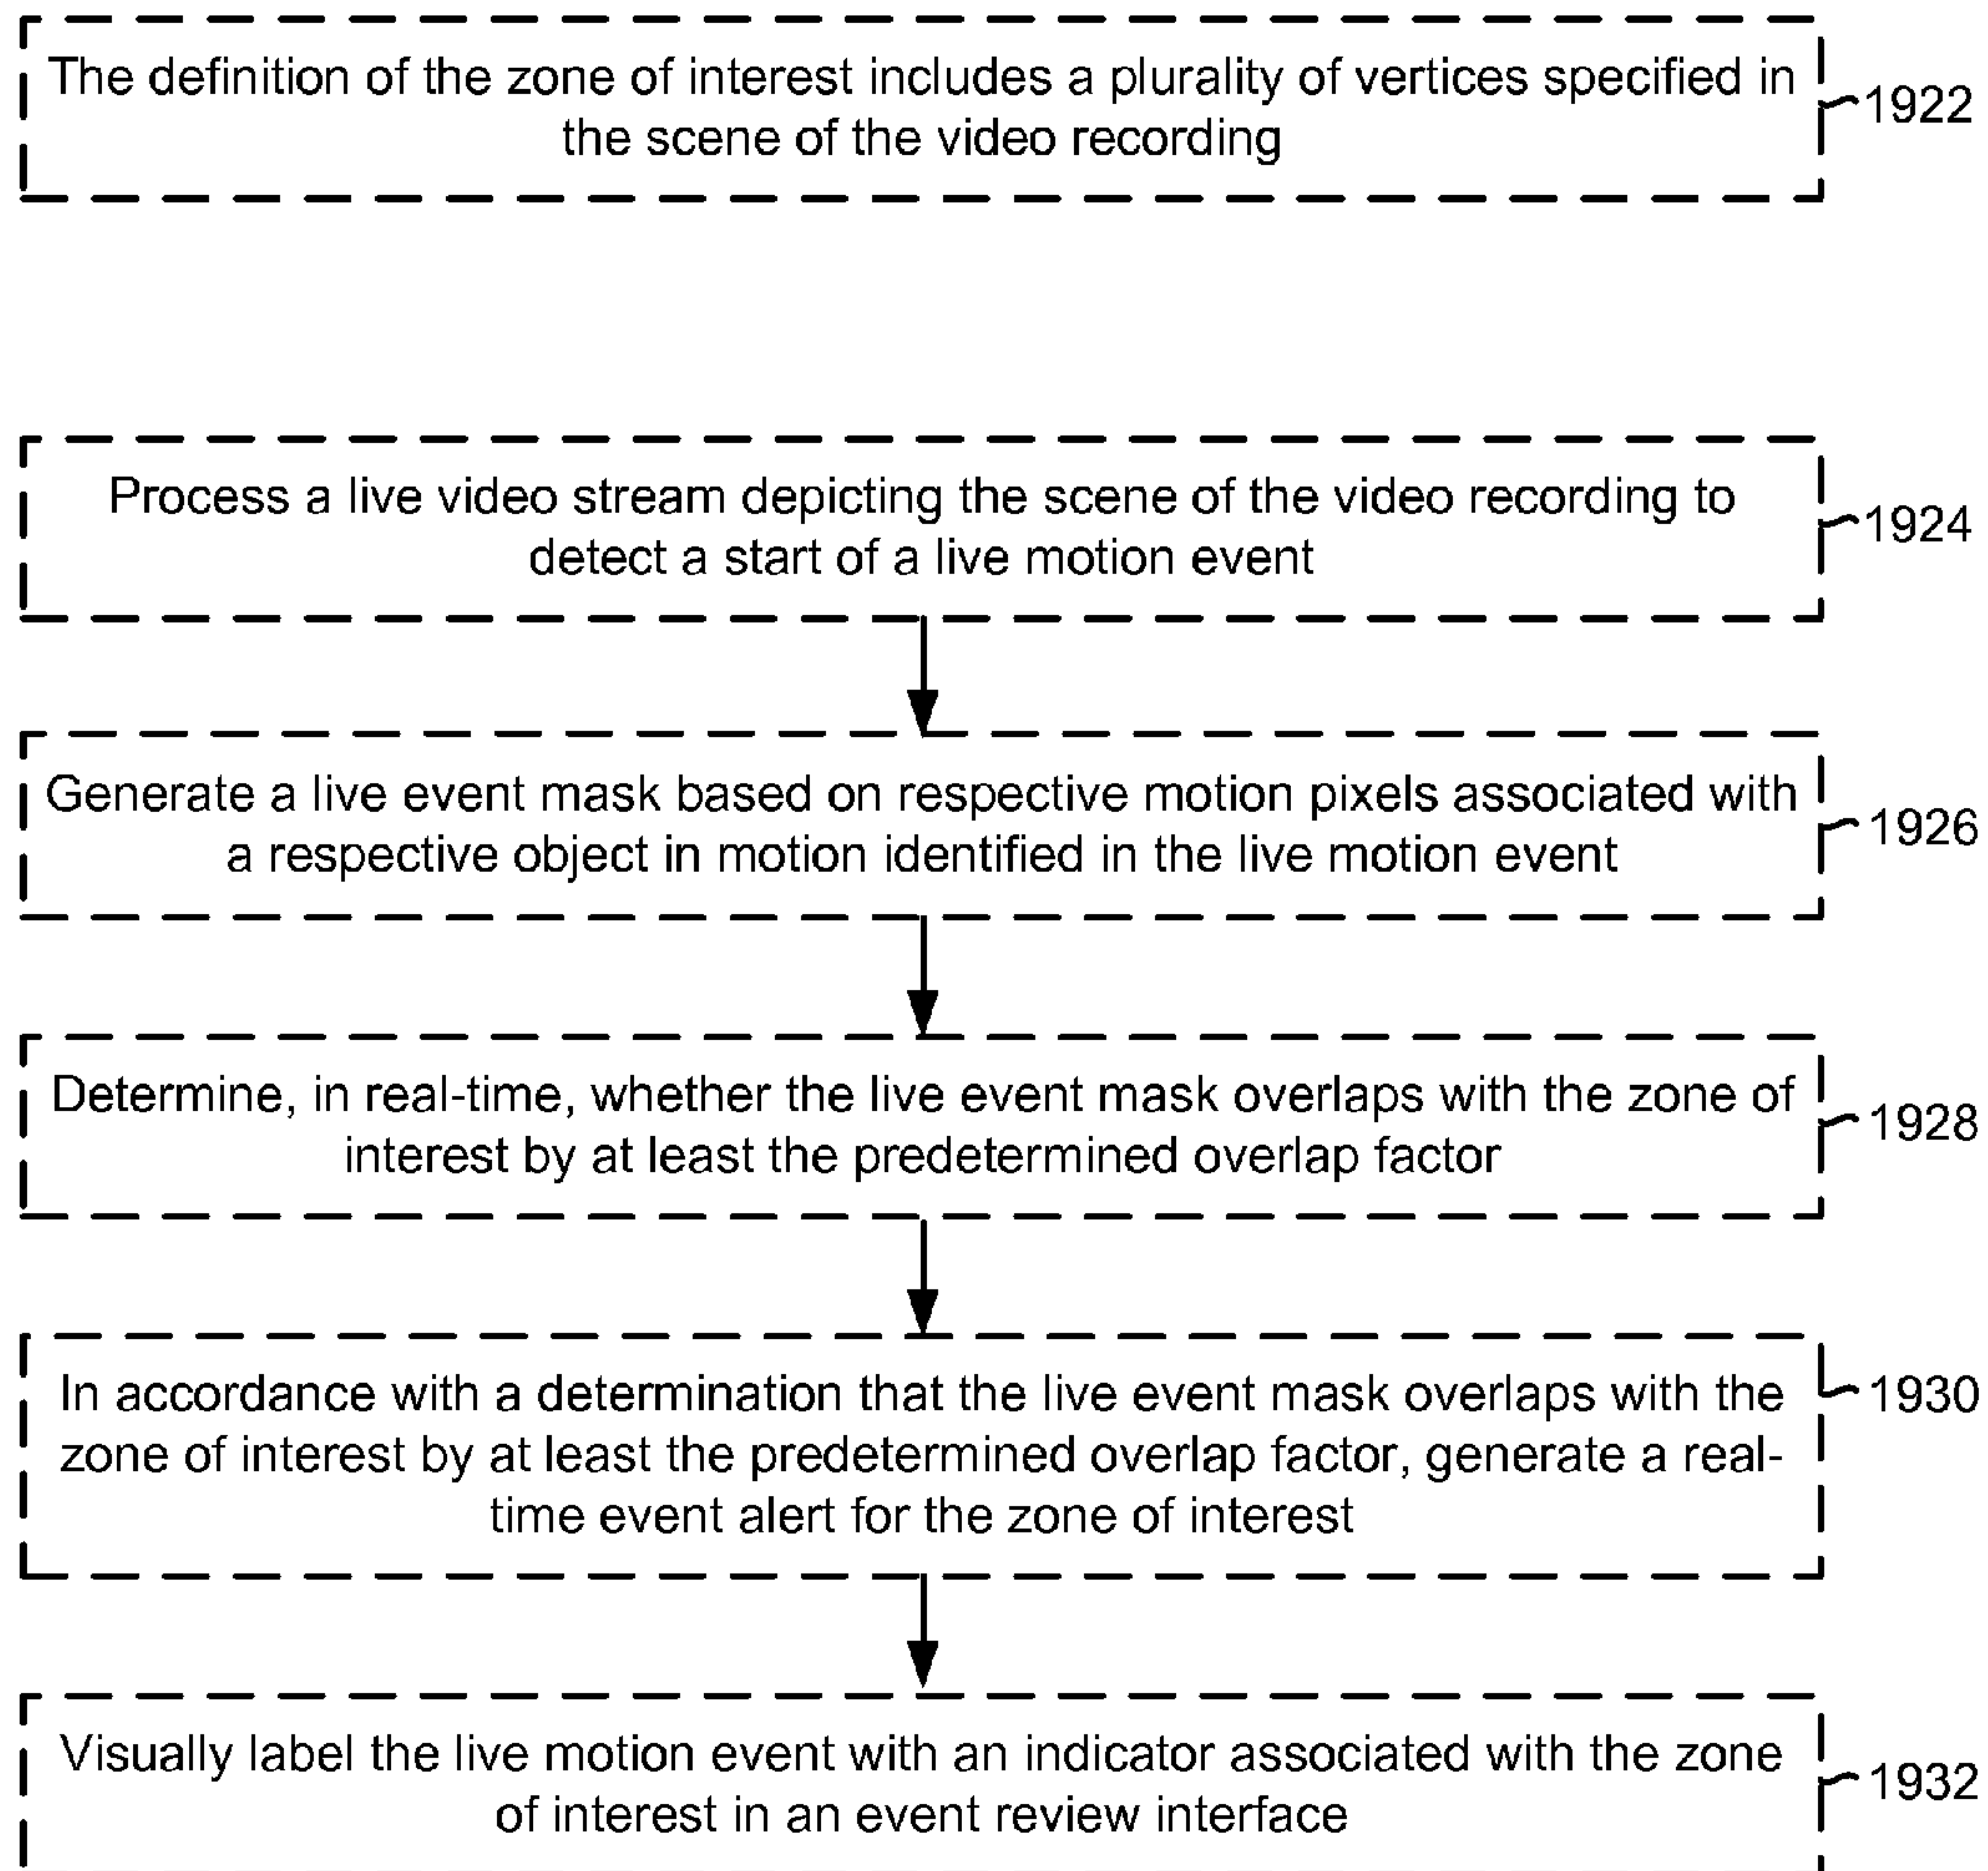 The definition of the zone of interest includes a plurality of vertices specified in
the scene of the video recording
1922
Process a live video stream depicting the scene of the video recording to
detect a start of a live motion event
1924
Generate a live event mask based on respective motion pixels associated with
a respective object in motion identified in the live motion event
1926
Determine, in real-time, whether the live event mask overlaps with the zone of
interest by at least the predetermined overlap factor
1928
In accordance with a determination that the live event mask overlaps with the
zone of interest by at least the predetermined overlap factor, generate a real-
time event alert for the zone of interest
1930
Visually label the live motion event with an indicator associated with the zone
of interest in an event review interface
1932